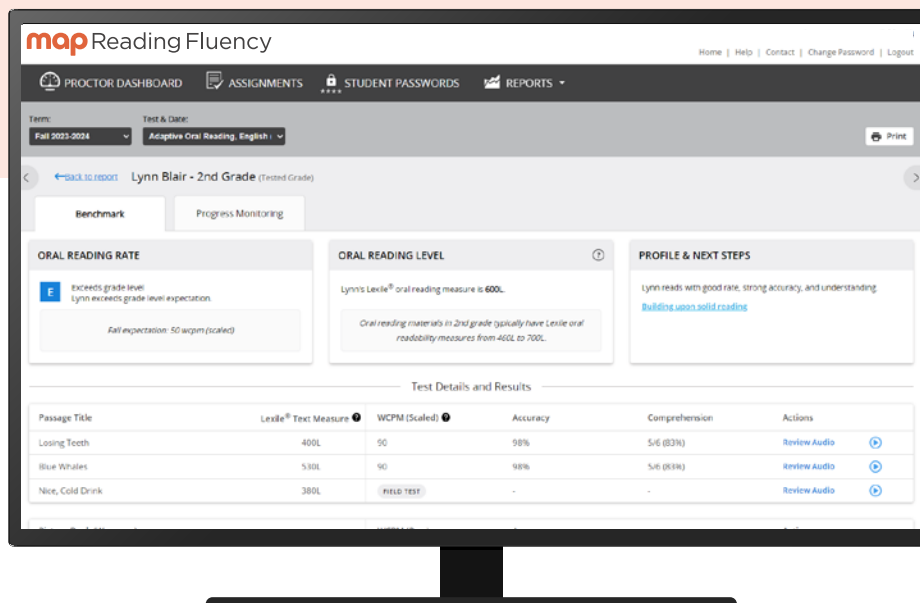 map Reading Fluency
Home | Help | Contact | Change Password | Logout
PROCTOR DASHBOARD ASSIGNMENTS STUDENT PASSWORDS REPORTS
Term: Test & Date:
Fall 2023-2024 Adaptive Oral Reading, English
Print
Back to report Lynn Blair - 2nd Grade (Tested Grade)
Benchmark Progress Monitoring
ORAL READING RATE
E
Exceeds grade level
Lynn exceeds grade level expectation.
Fall expectation: 50 wcpm (scaled)
ORAL READING LEVEL ?
Lynn's Lexile® oral reading measure is 600L.
Oral reading materials in 2nd grade typically have Lexile oral
readability measures from 460L to 700L.
PROFILE & NEXT STEPS
Lynn reads with good rate, strong accuracy, and understanding
Building upon solid reading
Test Details and Results
Passage Title Lexile® Text Measure ? WCPM (Scaled) ? Accuracy Comprehension Actions
Losing Teeth 400L 90 98% 5/6 (83%) Review Audio
Blue Whales 530L 90 98% 5/6 (83%) Review Audio
Nice, Cold Drink 380L FIELD TEST - - Review Audio